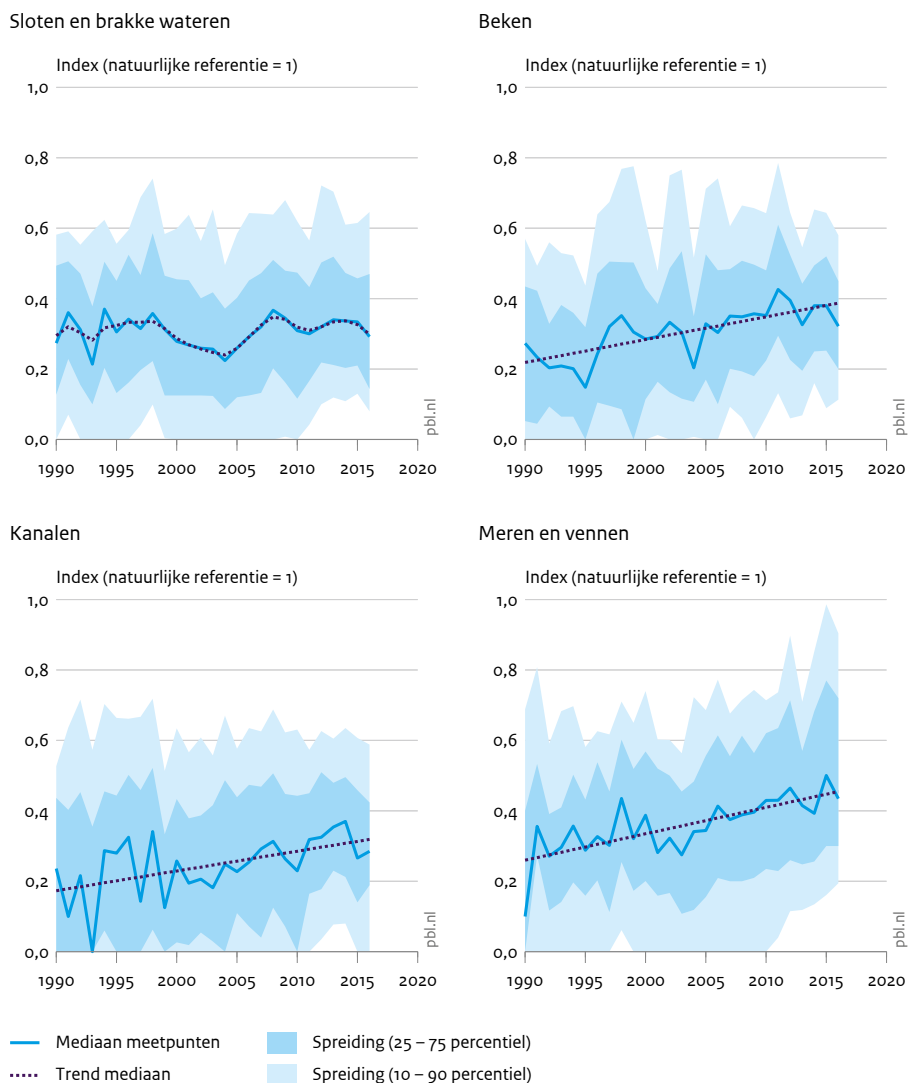 Sloten en brakke wateren
Index (natuurlijke referentie = 1)
1,0
0,8
0,6
0,4
0,2
0,0
1990 1995 2000 2005 2010 2015 2020
pbl.nl
Beken
Index (natuurlijke referentie = 1)
1,0
0,8
0,6
0,4
0,2
0,0
1990 1995 2000 2005 2010 2015 2020
pbl.nl
Kanalen
Index (natuurlijke referentie = 1)
1,0
0,8
0,6
0,4
0,2
0,0
1990 1995 2000 2005 2010 2015 2020
pbl.nl
Meren en vennen
Index (natuurlijke referentie = 1)
1,0
0,8
0,6
0,4
0,2
0,0
1990 1995 2000 2005 2010 2015 2020
pbl.nl
Mediaan meetpunten
Trend mediaan
Spreiding (25 – 75 percentiel)
Spreiding (10 – 90 percentiel)